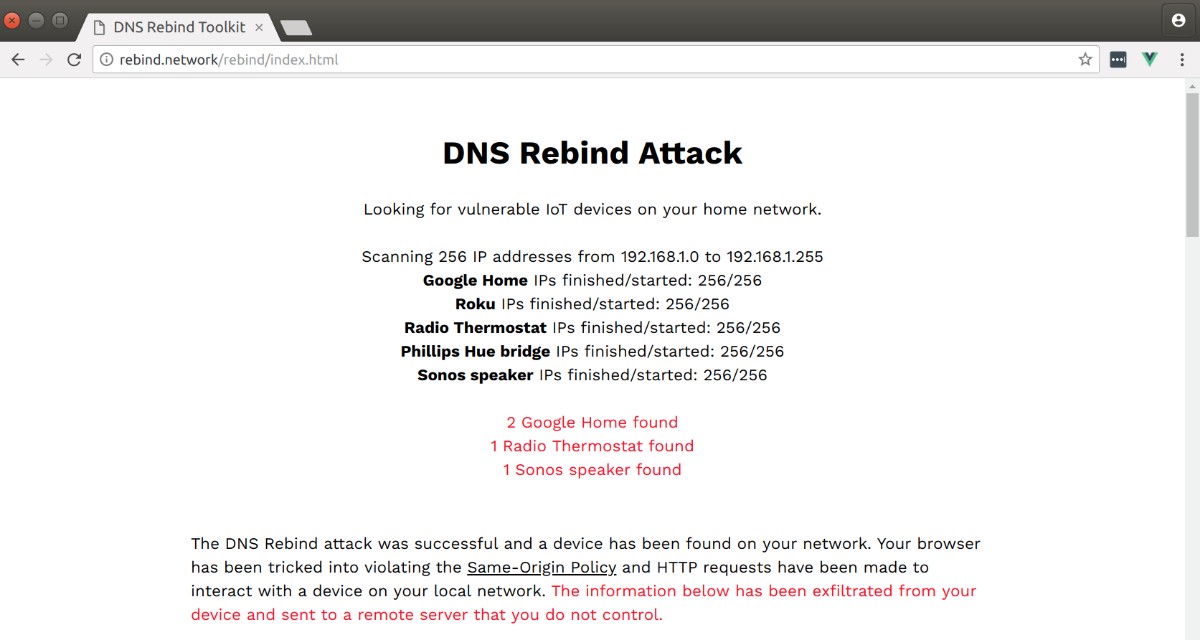 DNS Rebind Toolkit
rebind.network/rebind/index.html
DNS Rebind Attack
Looking for vulnerable IoT devices on your home network.
Scanning 256 IP addresses from 192.168.1.0 to 192.168.1.255
Google Home IPs finished/started: 256/256
Roku IPs finished/started: 256/256
Radio Thermostat IPs finished/started: 256/256
Phillips Hue bridge IPs finished/started: 256/256
Sonos speaker IPs finished/started: 256/256
2 Google Home found
1 Radio Thermostat found
1 Sonos speaker found
The DNS Rebind attack was successful and a device has been found on your network. Your browser
has been tricked into violating the Same-Origin Policy and HTTP requests have been made to
interact with a device on your local network. The information below has been exfiltrated from your
device and sent to a remote server that you do not control.